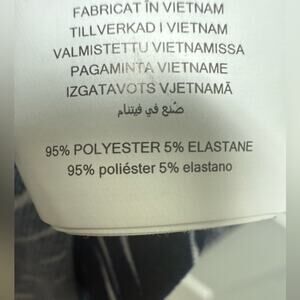 FABRICAT ÎN VIETNAM
TILLVERKAD I VIETNAM
VALMISTETTU VIETNAMISSA
PAGAMINTA VIETNAME
IZGATAVOTS VJETNAMĀ
صُنع في فيتنام
95% POLYESTER 5% ELASTANE
95% poliéster 5% elastano